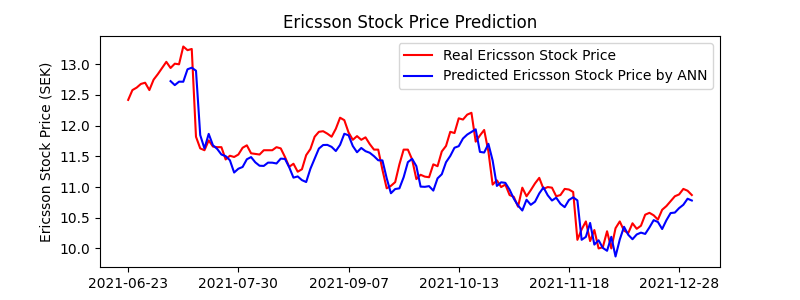 Ericsson Stock Price Prediction
Ericsson Stock Price (SEK)
13.0
12.5
12.0
11.5
11.0
10.5
10.0
Real Ericsson Stock Price
Predicted Ericsson Stock Price by ANN
2021-06-23 2021-07-30 2021-09-07 2021-10-13 2021-11-18 2021-12-28